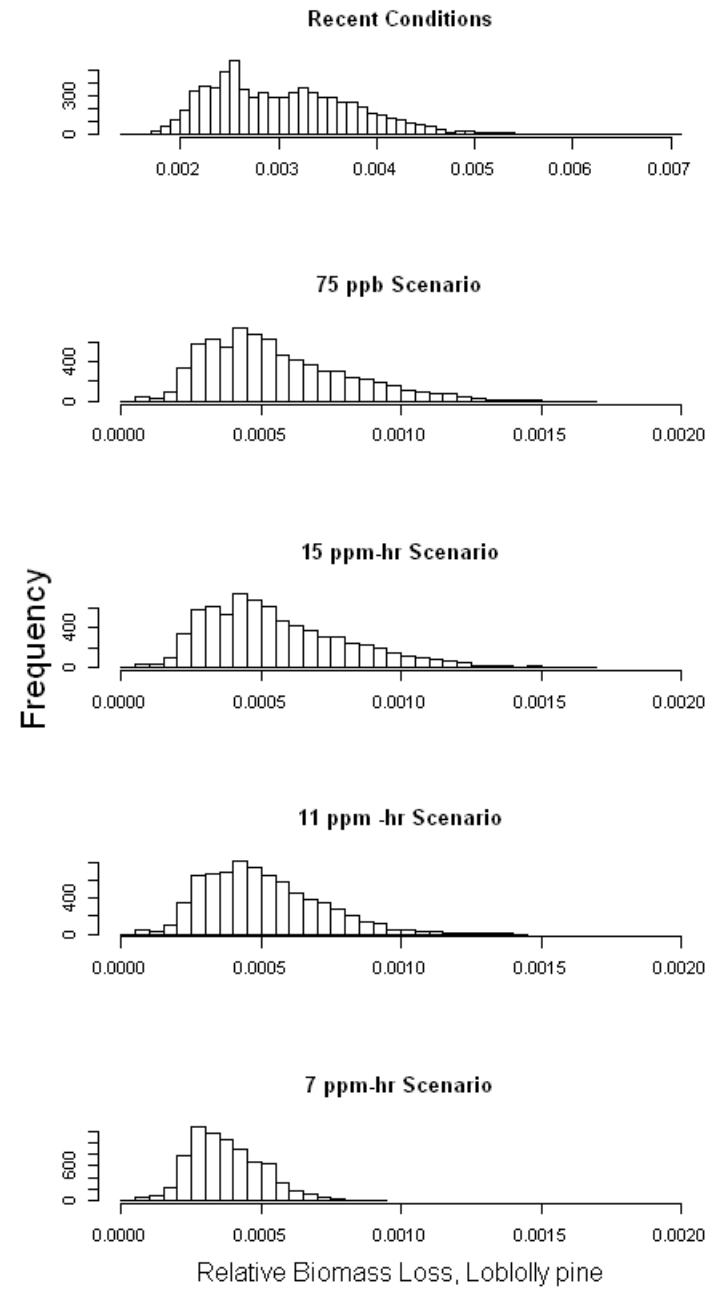 Recent Conditions
300
0
0.002 0.003 0.004 0.005 0.006 0.007
75 ppb Scenario
400
0
0.0000 0.0005 0.0010 0.0015 0.0020
15 ppm-hr Scenario
400
0
0.0000 0.0005 0.0010 0.0015 0.0020
Frequency
11 ppm -hr Scenario
400
0
0.0000 0.0005 0.0010 0.0015 0.0020
7 ppm-hr Scenario
600
0
0.0000 0.0005 0.0010 0.0015 0.0020
Relative Biomass Loss, Loblolly pine